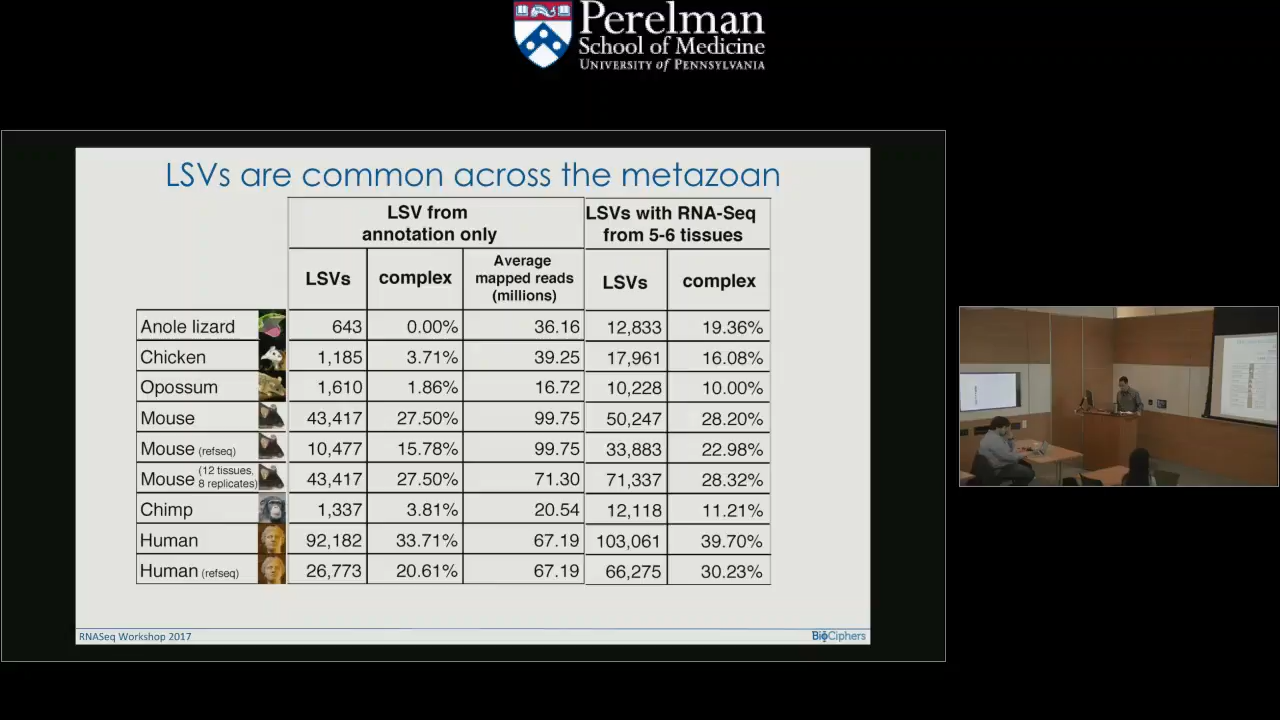 Perelman
School of Medicine
University of Pennsylvania
LSVs are common across the metazoan
LSV from annotation only
LSVs with RNA-Seq from 5-6 tissues
LSVs complex Average mapped reads (millions) LSVs complex
Anole lizard 643 0.00% 36.16 12,833 19.36%
Chicken 1,185 3.71% 39.25 17,961 16.08%
Opossum 1,610 1.86% 16.72 10,228 10.00%
Mouse 43,417 27.50% 99.75 50,247 28.20%
Mouse (refseq) 10,477 15.78% 99.75 33,883 22.98%
Mouse (12 tissues, 8 replicates) 43,417 27.50% 71.30 71,337 28.32%
Chimp 1,337 3.81% 20.54 12,118 11.21%
Human 92,182 33.71% 67.19 103,061 39.70%
Human (refseq) 26,773 20.61% 67.19 66,275 30.23%
RNASeq Workshop 2017
BioCiphers